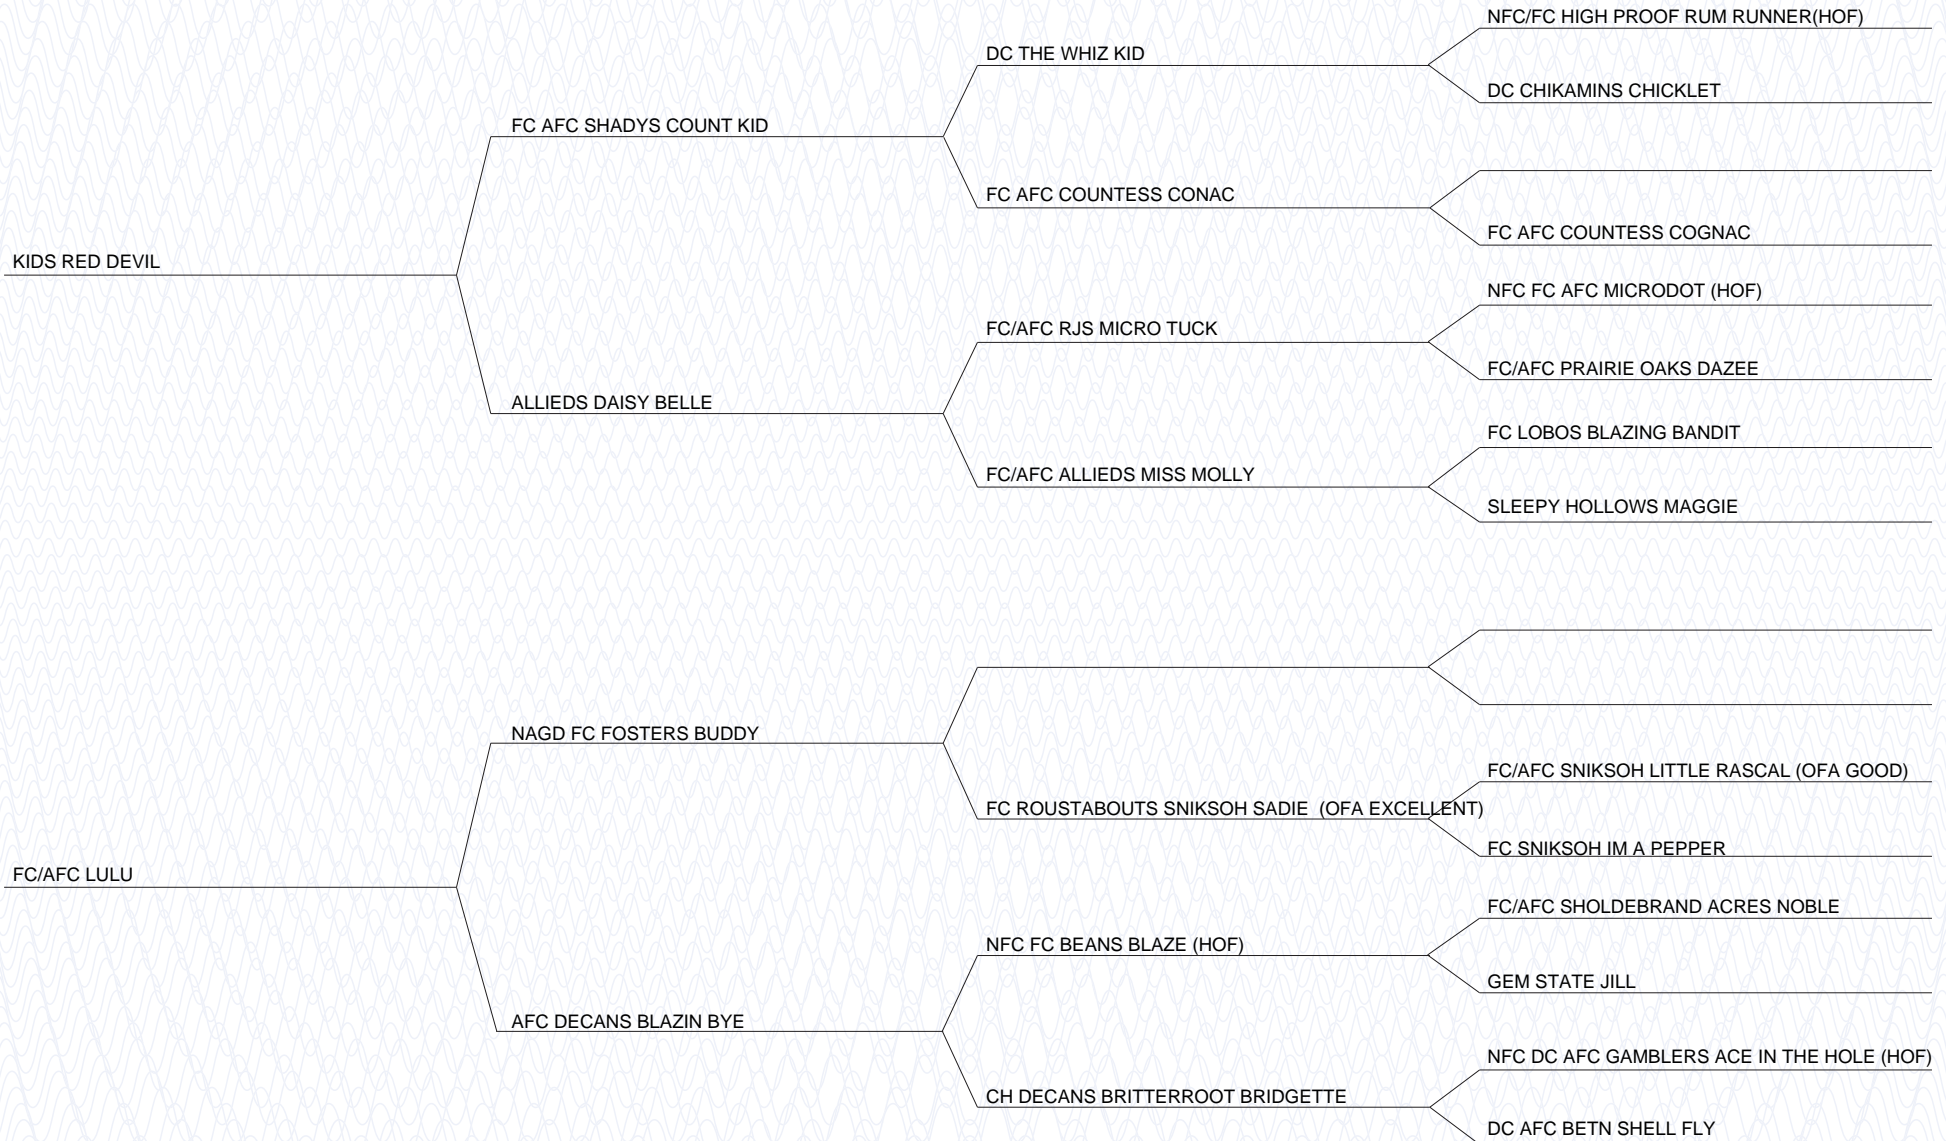 NFC/FC HIGH PROOF RUM RUNNER(HOF)
DC THE WHIZ KID
DC CHIKAMINS CHICKLET
FC AFC SHADYS COUNT KID
FC AFC COUNTESS CONAC
FC AFC COUNTESS COGNAC
KIDS RED DEVIL
NFC FC AFC MICRODOT (HOF)
FC/AFC RJS MICRO TUCK
FC/AFC PRAIRIE OAKS DAZEE
ALLIEDS DAISY BELLE
FC LOBOS BLAZING BANDIT
FC/AFC ALLIEDS MISS MOLLY
SLEEPY HOLLOWS MAGGIE
NAGD FC FOSTERS BUDDY
FC/AFC SNIKSOH LITTLE RASCAL (OFA GOOD)
FC ROUSTABOUTS SNIKSOH SADIE  (OFA EXCELLENT)
FC SNIKSOH IM A PEPPER
FC/AFC LULU
FC/AFC SHOLDEBRAND ACRES NOBLE
NFC FC BEANS BLAZE (HOF)
GEM STATE JILL
AFC DECANS BLAZIN BYE
NFC DC AFC GAMBLERS ACE IN THE HOLE (HOF)
CH DECANS BRITTERROOT BRIDGETTE
DC AFC BETN SHELL FLY